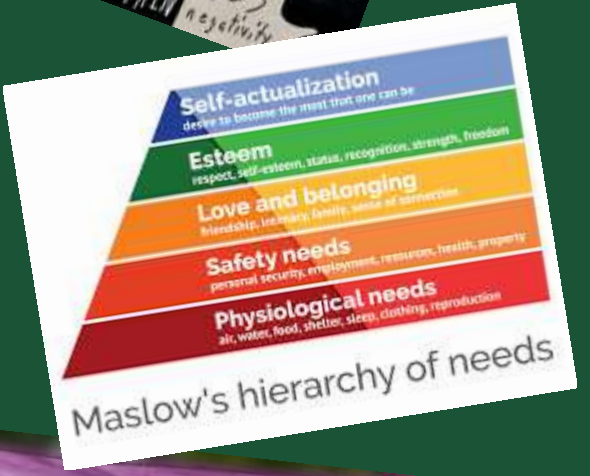 negativity
Self-actualization
desire to become the most that one can be
Esteem
respect, self-esteem, status, recognition, strength, freedom
Love and belonging
friendship, intimacy, family, sense of connection
Safety needs
personal security, employment, resources, health, property
Physiological needs
air, water, food, shelter, sleep, clothing, reproduction
Maslow's hierarchy of needs